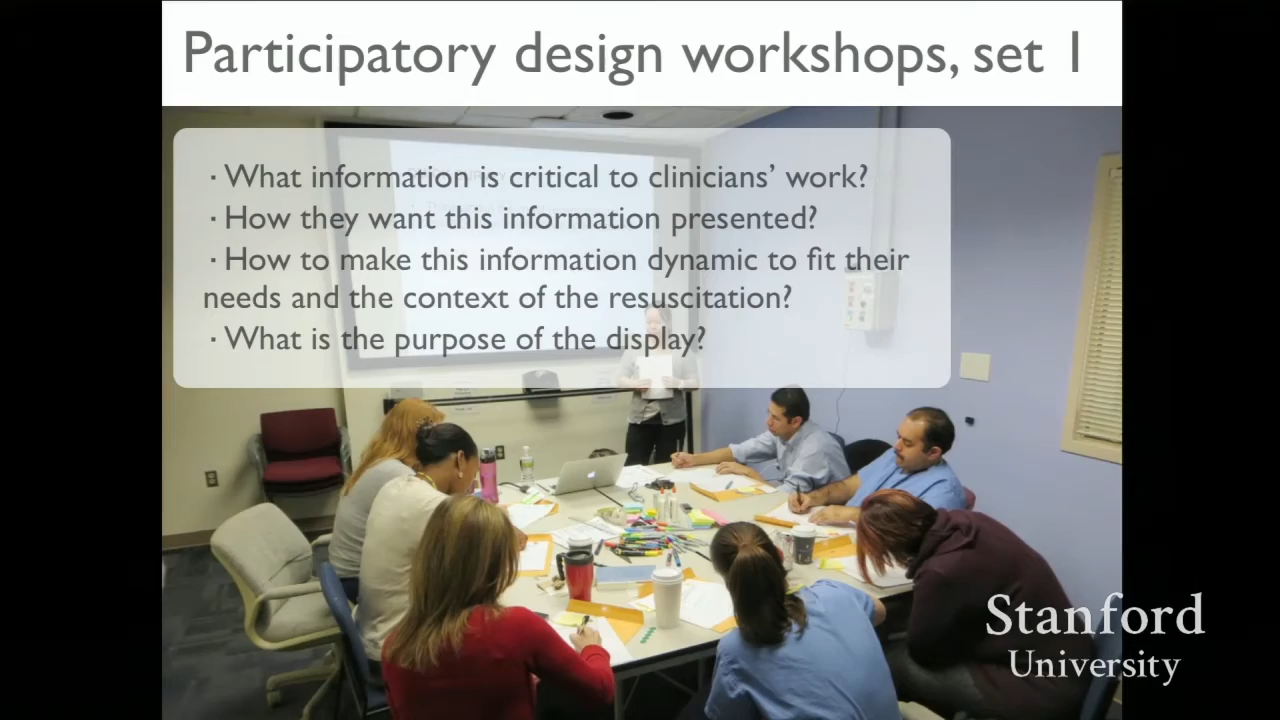 Participatory design workshops, set 1
· What information is critical to clinicians' work?
· How they want this information presented?
· How to make this information dynamic to fit their
needs and the context of the resuscitation?
· What is the purpose of the display?
Stanford
University